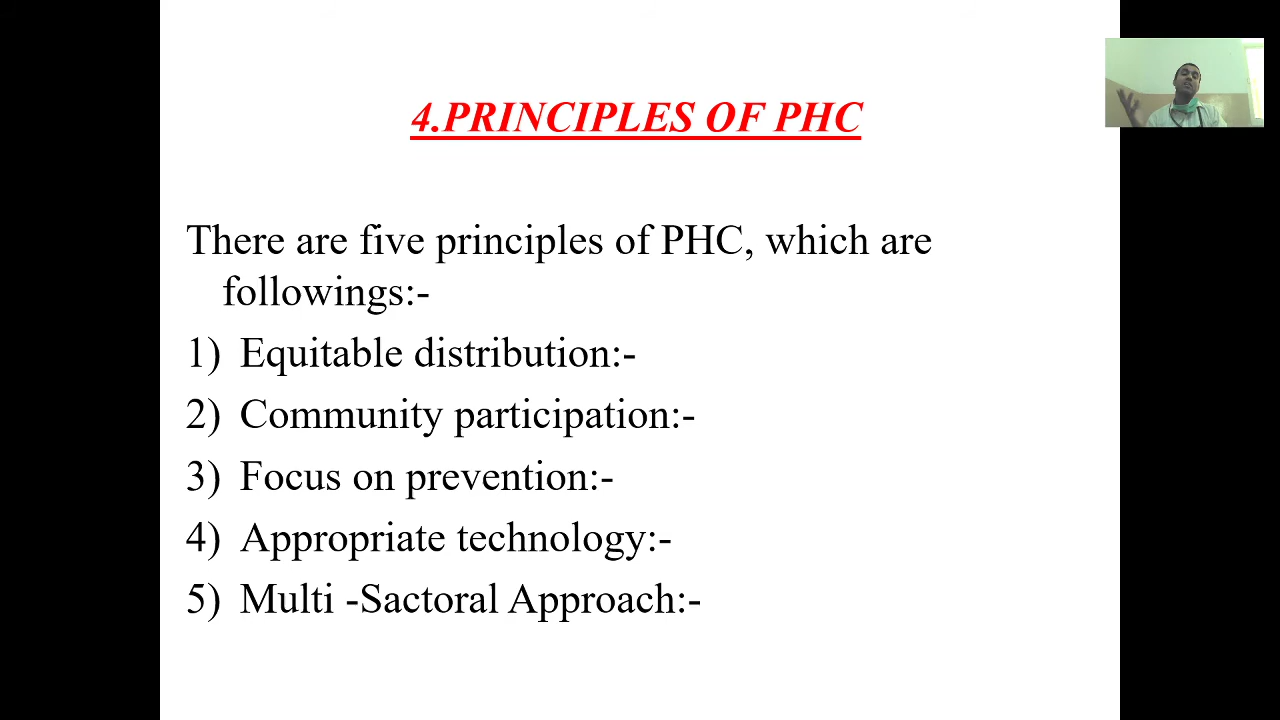 4.PRINCIPLES OF PHC
There are five principles of PHC, which are
followings:-
1) Equitable distribution:-
2) Community participation:-
3) Focus on prevention:-
4) Appropriate technology:-
5) Multi -Sactoral Approach:-